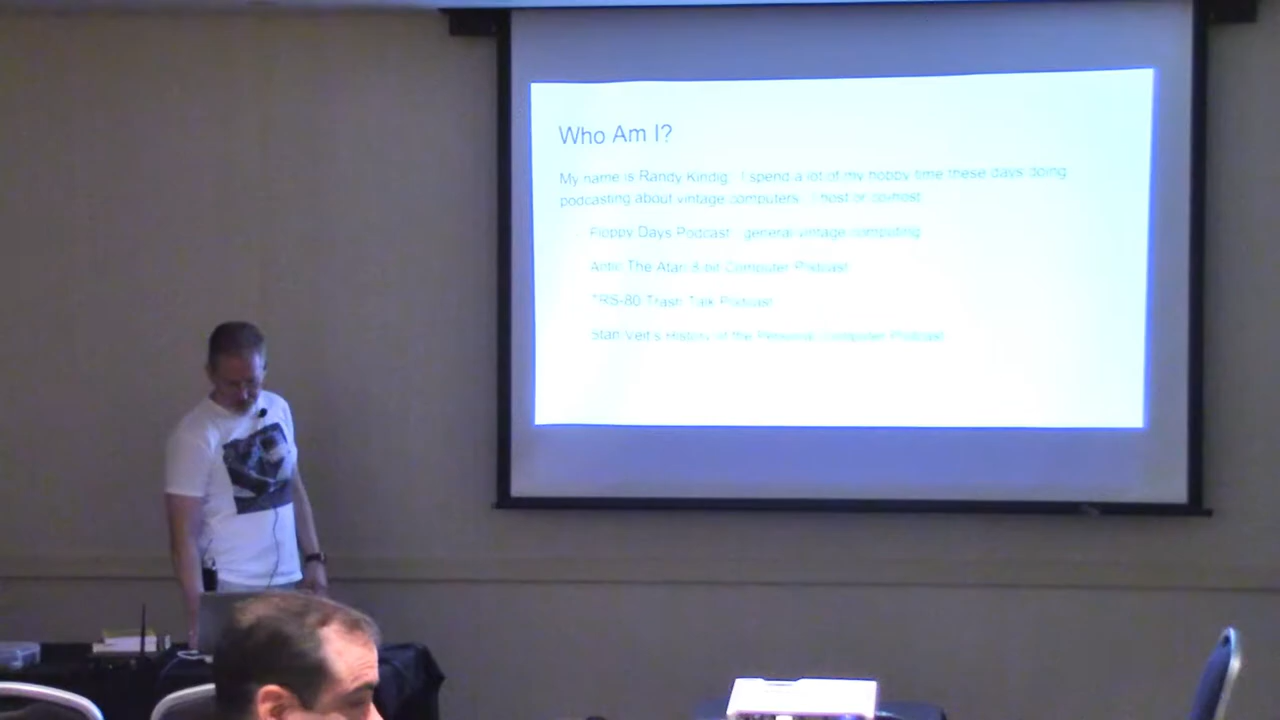 Who Am I?
My name is Randy Kindig. I spend a lot of my hobby time these days doing
podcasting about vintage computers. I host or cohost:
Floppy Days Podcast - general vintage computing
Antic The Atari 8-bit Computer Podcast
TRS-80 Trash Talk Podcast
Stan Veit's History of the Personal Computer Podcast